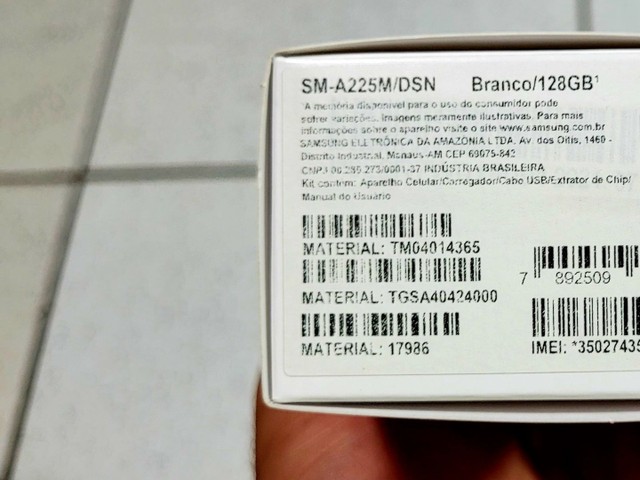 SM-A225M/DSN Branco/128GB¹
¹A memória disponível para o uso do consumidor pode
sofrer variações. Imagens meramente ilustrativas. Para mais
informações sobre o aparelho visite o site www.samsung.com.br
SAMSUNG ELETRÔNICA DA AMAZÔNIA LTDA. Av. dos Oitis, 1460 -
Distrito Industrial, Manaus-AM CEP 69075-842
CNPJ 00.280.273/0001-37 INDÚSTRIA BRASILEIRA
Kit contem: Aparelho Celular/Carregador/Cabo USB/Extrator de Chip/
Manual do Usuário
MATERIAL: TM04014365
MATERIAL: TGSA40424000
MATERIAL: 17986
7 892509
IMEI: *35027435